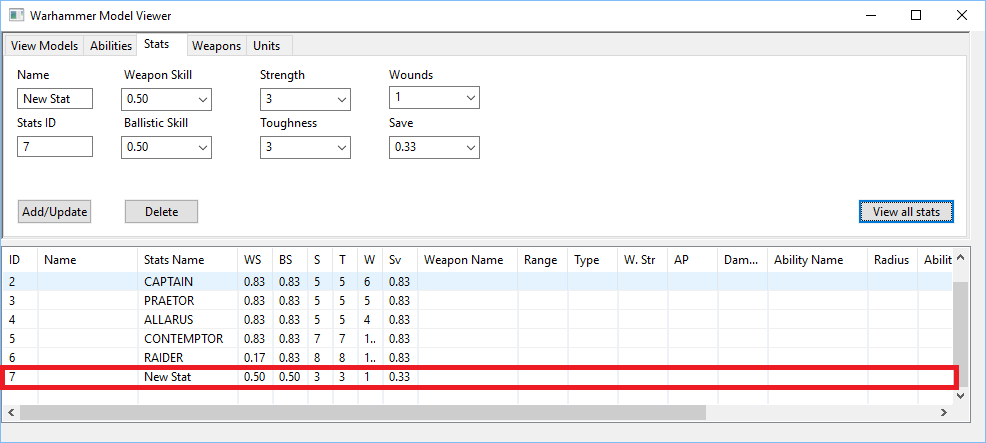 Warhammer Model Viewer
View Models Abilities Stats Weapons Units
Name Weapon Skill Strength Wounds
New Stat 0.50 3 1
Stats ID Ballistic Skill Toughness Save
7 0.50 3 0.33
Add/Update Delete View all stats
ID Name Stats Name WS BS S T W Sv Weapon Name Range Type W. Str AP Dam... Ability Name Radius Abilit
2 CAPTAIN 0.83 0.83 5 5 6 0.83
3 PRAETOR 0.83 0.83 5 5 5 0.83
4 ALLARUS 0.83 0.83 5 5 4 0.83
5 CONTEMPTOR 0.83 0.83 7 7 1.. 0.83
6 RAIDER 0.17 0.83 8 8 1.. 0.83
7 New Stat 0.50 0.50 3 3 1 0.33